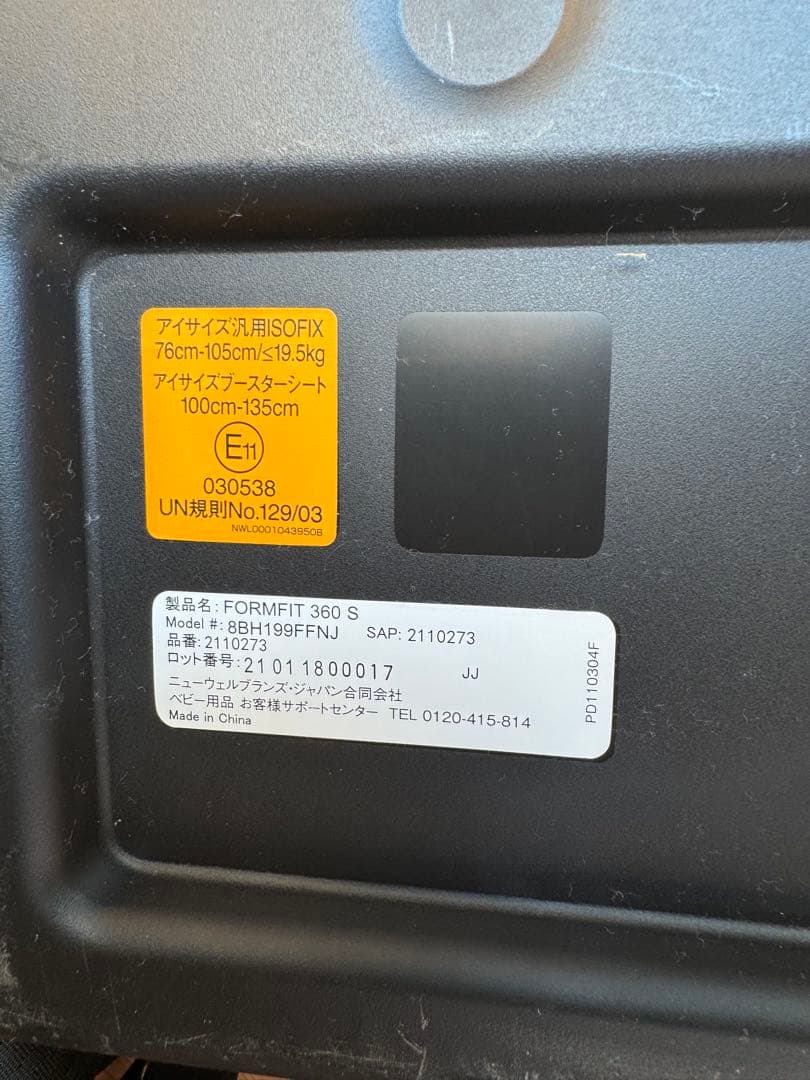 アイサイズ汎用ISOFIX
76cm-105cm/≤19.5kg
アイサイズブースターシート
100cm-135cm
E11
030538
UN規則No.129/03
NWL0001043950B
製品名: FORMFIT 360 S
Model #: 8BH199FFNJ SAP: 2110273
品番: 2110273
ロット番号: 21011800017 JJ
ニューウェルブランズ・ジャパン合同会社
ベビー用品 お客様サポートセンター TEL 0120-415-814
Made in China
PD110304F